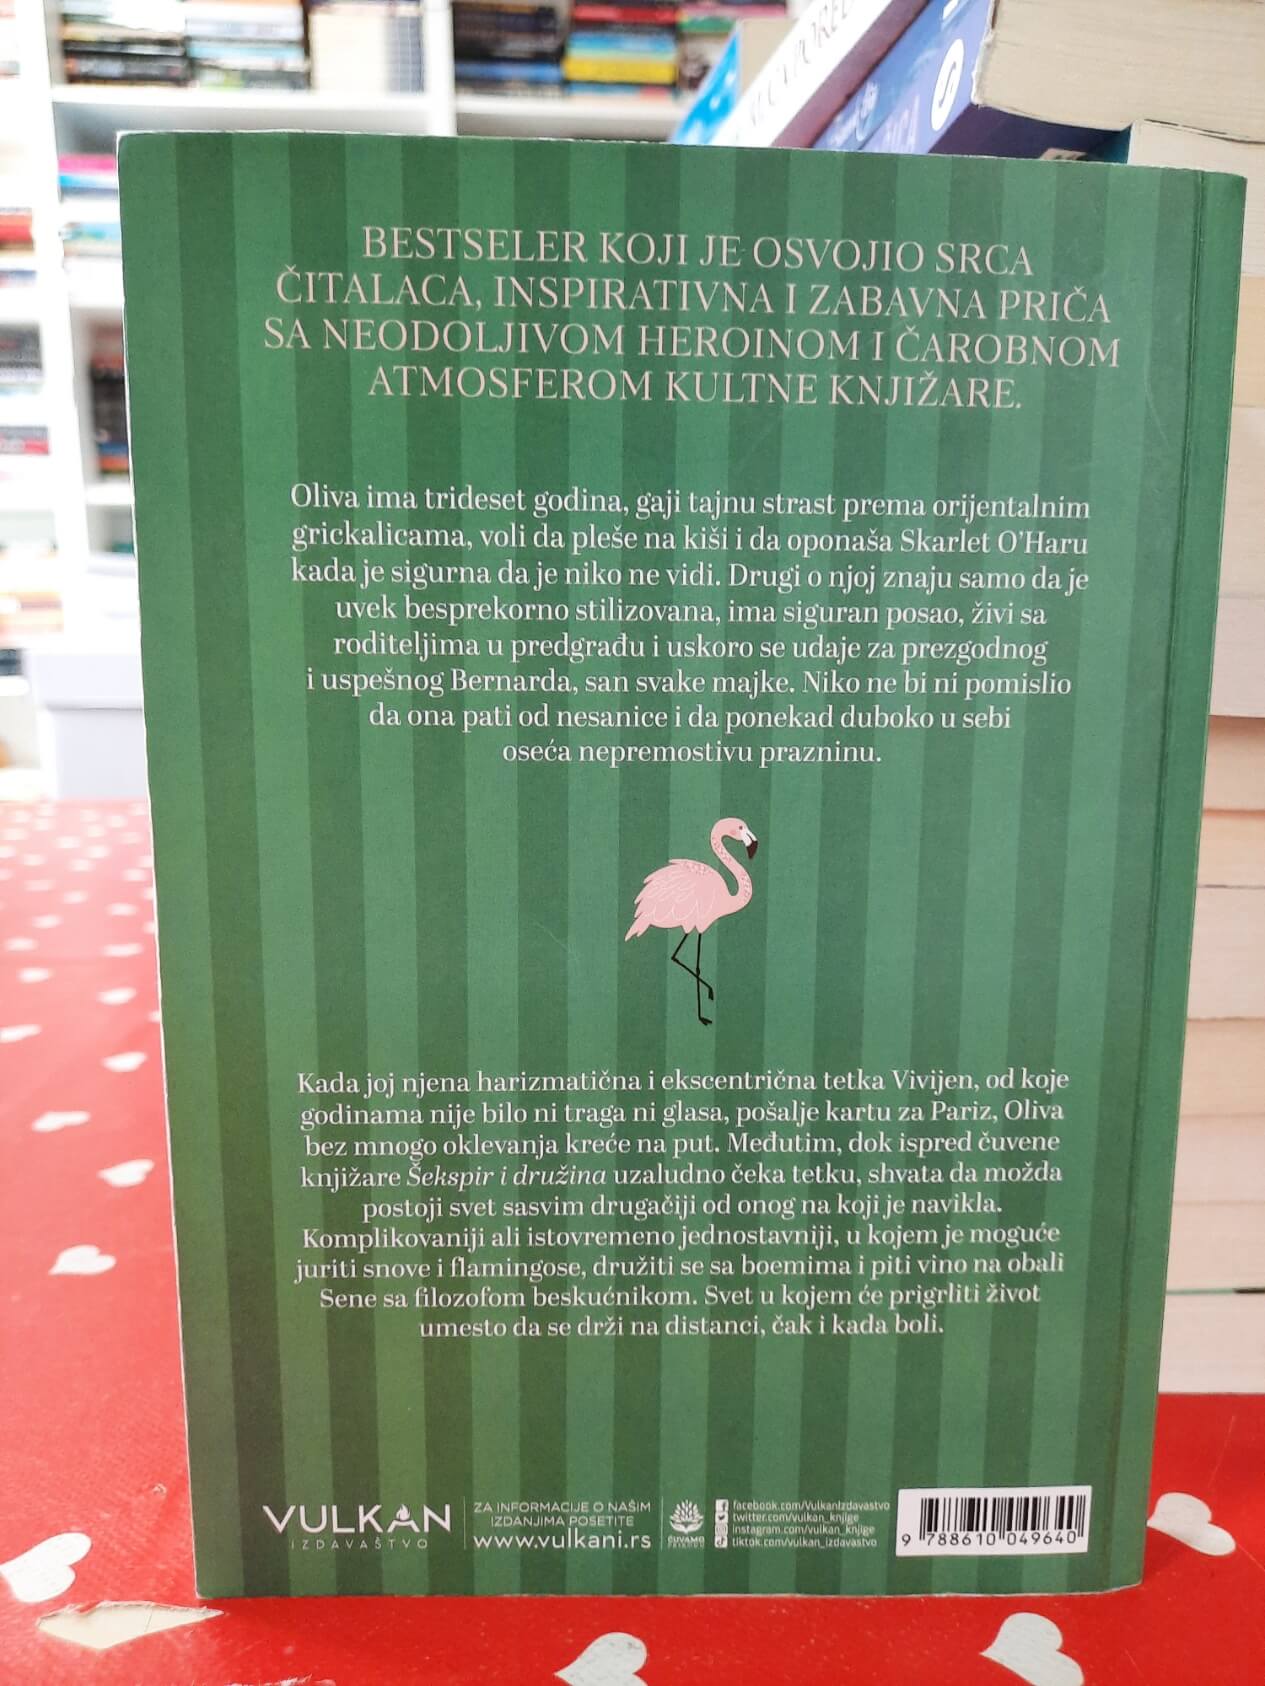 BESTSELER KOJI JE OSVOJIO SRCA
ČITALACA, INSPIRATIVNA I ZABAVNA PRIČA
SA NEODOLJIVOM HEROINOM I ČAROBNOM
ATMOSFEROM KULTNE KNJIŽARE.
Oliva ima trideset godina, gaji tajnu strast prema orijentalnim
grickalicama, voli da pleše na kiši i da oponaša Skarlet O’Haru
kada je sigurna da je niko ne vidi. Drugi o njoj znaju samo da je
uvek besprekorno stilizovana, ima siguran posao, živi sa
roditeljima u predgrađu i uskoro se udaje za prezgodnog
i uspešnog Bernarda, san svake majke. Niko ne bi ni pomislio
da ona pati od nesanice i da ponekad duboko u sebi
oseća nepremostivu prazninu.
Kada joj njena harizmatična i ekscentrična tetka Vivijen, od koje
godinama nije bilo ni traga ni glasa, pošalje kartu za Pariz, Oliva
bez mnogo oklevanja kreće na put. Međutim, dok ispred čuvene
knjižare Šekspir i družina uzaludno čeka tetku, shvata da možda
postoji svet sasvim drugačiji od onog na koji je navikla.
Komplikovaniji ali istovremeno jednostavniji, u kojem je moguće
juriti snove i flamingose, družiti se sa boemima i piti vino na obali
Sene sa filozofom beskućnikom. Svet u kojem će prigrliti život
umesto da se drži na distanci, čak i kada boli.
VULKAN
IZDAVAŠTVO
ZA INFORMACIJE O NAŠIM
IZDANJIMA POSETITE
www.vulkani.rs
ČUVAMO
facebook.com/VulkanIzdavastvo
twitter.com/vulkan_knjige
instagram.com/vulkan_knjige
tiktok.com/vulkan_izdavastvo
9 788610 049640